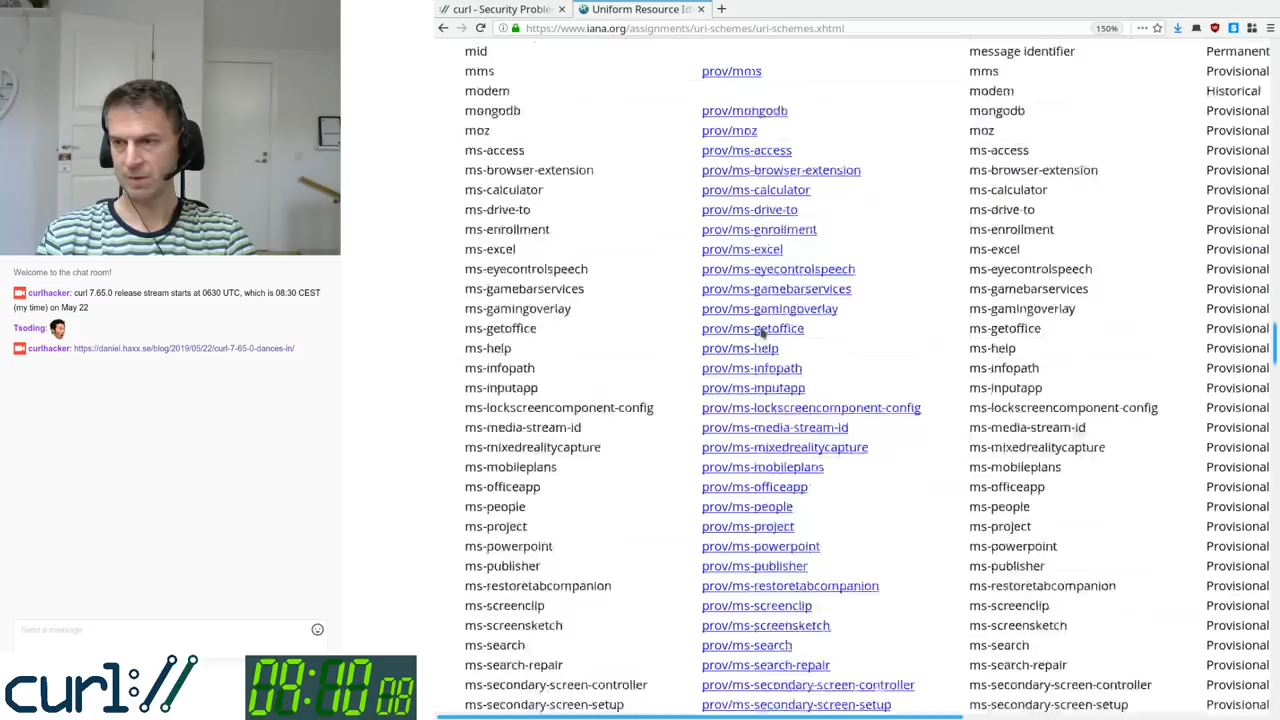 curl - Security Proble
Uniform Resource Id
https://www.iana.org/assignments/uri-schemes/uri-schemes.xhtml
150%
mid message identifier Permanent
mms prov/mms mms Provisional
modem modem Historical
mongodb prov/mongodb mongodb Provisional
moz prov/moz moz Provisional
ms-access prov/ms-access ms-access Provisional
ms-browser-extension prov/ms-browser-extension ms-browser-extension Provisional
ms-calculator prov/ms-calculator ms-calculator Provisional
ms-drive-to prov/ms-drive-to ms-drive-to Provisional
ms-enrollment prov/ms-enrollment ms-enrollment Provisional
ms-excel prov/ms-excel ms-excel Provisional
ms-eyecontrolspeech prov/ms-eyecontrolspeech ms-eyecontrolspeech Provisional
ms-gamebarservices prov/ms-gamebarservices ms-gamebarservices Provisional
ms-gamingoverlay prov/ms-gamingoverlay ms-gamingoverlay Provisional
ms-getoffice prov/ms-getoffice ms-getoffice Provisional
ms-help prov/ms-help ms-help Provisional
ms-infopath prov/ms-infopath ms-infopath Provisional
ms-inputapp prov/ms-inputapp ms-inputapp Provisional
ms-lockscreencomponent-config prov/ms-lockscreencomponent-config ms-lockscreencomponent-config Provisional
ms-media-stream-id prov/ms-media-stream-id ms-media-stream-id Provisional
ms-mixedrealitycapture prov/ms-mixedrealitycapture ms-mixedrealitycapture Provisional
ms-mobileplans prov/ms-mobileplans ms-mobileplans Provisional
ms-officeapp prov/ms-officeapp ms-officeapp Provisional
ms-people prov/ms-people ms-people Provisional
ms-project prov/ms-project ms-project Provisional
ms-powerpoint prov/ms-powerpoint ms-powerpoint Provisional
ms-publisher prov/ms-publisher ms-publisher Provisional
ms-restoretabcompanion prov/ms-restoretabcompanion ms-restoretabcompanion Provisional
ms-screenclip prov/ms-screenclip ms-screenclip Provisional
ms-screensketch prov/ms-screensketch ms-screensketch Provisional
ms-search prov/ms-search ms-search Provisional
ms-search-repair prov/ms-search-repair ms-search-repair Provisional
ms-secondary-screen-controller prov/ms-secondary-screen-controller ms-secondary-screen-controller Provisional
ms-secondary-screen-setup prov/ms-secondary-screen-setup ms-secondary-screen-setup Provisional
Welcome to the chat room!
curlhacker: curl 7.65.0 release stream starts at 0630 UTC, which is 08:30 CEST
(my time) on May 22
Tsoding:
curlhacker: https://daniel.haxx.se/blog/2019/05/22/curl-7-65-0-dances-in/
Send a message
curl://